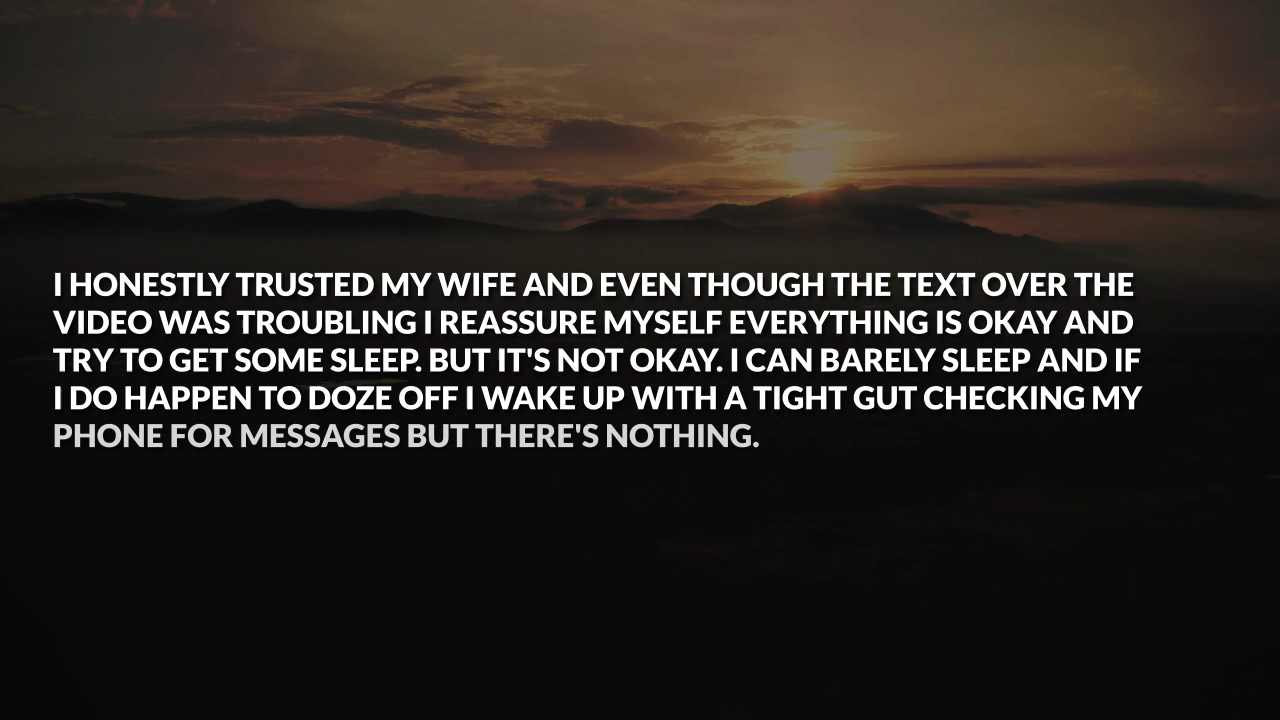 I HONESTLY TRUSTED MY WIFE AND EVEN THOUGH THE TEXT OVER THE
VIDEO WAS TROUBLING I REASSURE MYSELF EVERYTHING IS OKAY AND
TRY TO GET SOME SLEEP. BUT IT'S NOT OKAY. I CAN BARELY SLEEP AND IF
I DO HAPPEN TO DOZE OFF I WAKE UP WITH A TIGHT GUT CHECKING MY
PHONE FOR MESSAGES BUT THERE'S NOTHING.